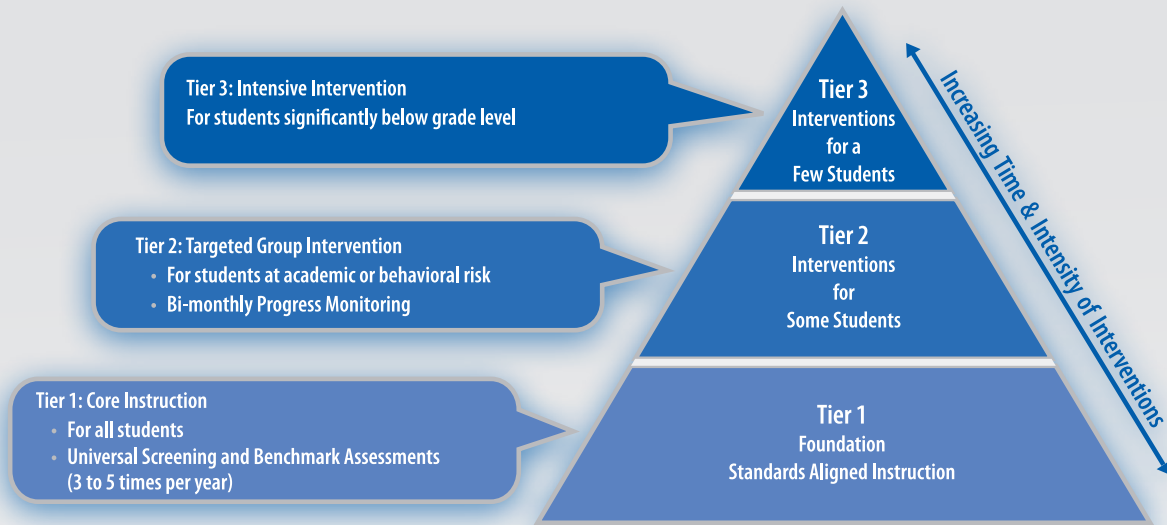 Tier 3: Intensive Intervention
For students significantly below grade level
Tier 3
Interventions
for a
Few Students
Tier 2: Targeted Group Intervention
• For students at academic or behavioral risk
• Bi-monthly Progress Monitoring
Tier 2
Interventions
for
Some Students
Tier 1: Core Instruction
• For all students
• Universal Screening and Benchmark Assessments
(3 to 5 times per year)
Tier 1
Foundation
Standards Aligned Instruction
Increasing Time & Intensity of Interventions